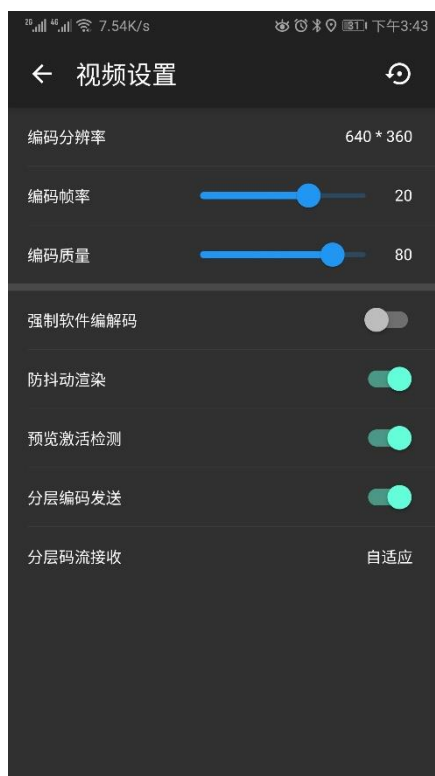 2G 4G 7.54K/s 31 下午3:43
视频设置
编码分辨率 640 * 360
编码帧率 20
编码质量 80
强制软件编解码
防抖动渲染
预览激活检测
分层编码发送
分层码流接收 自适应